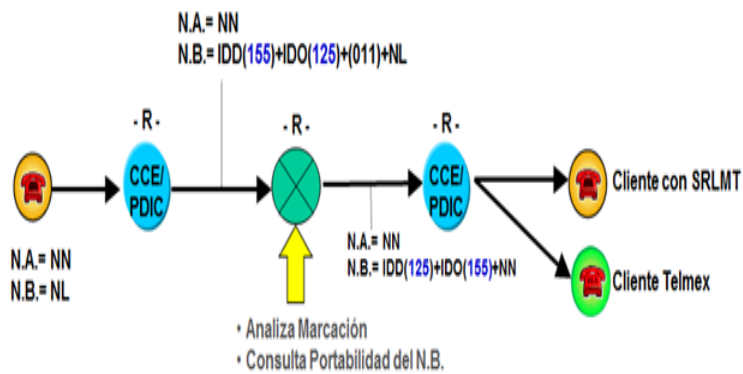 N.A.= NN
N.B.= IDD(155)+IDO(125)+(011)+NL
- R -
- R -
- R -
CCE/
PDIC
CCE/
PDIC
Cliente con SRLMT
N.A.= NN
N.B.= NL
N.A.= NN
N.B.= IDD(125)+IDO(155)+NN
Cliente Telmex
• Analiza Marcación
• Consulta Portabilidad del N.B.